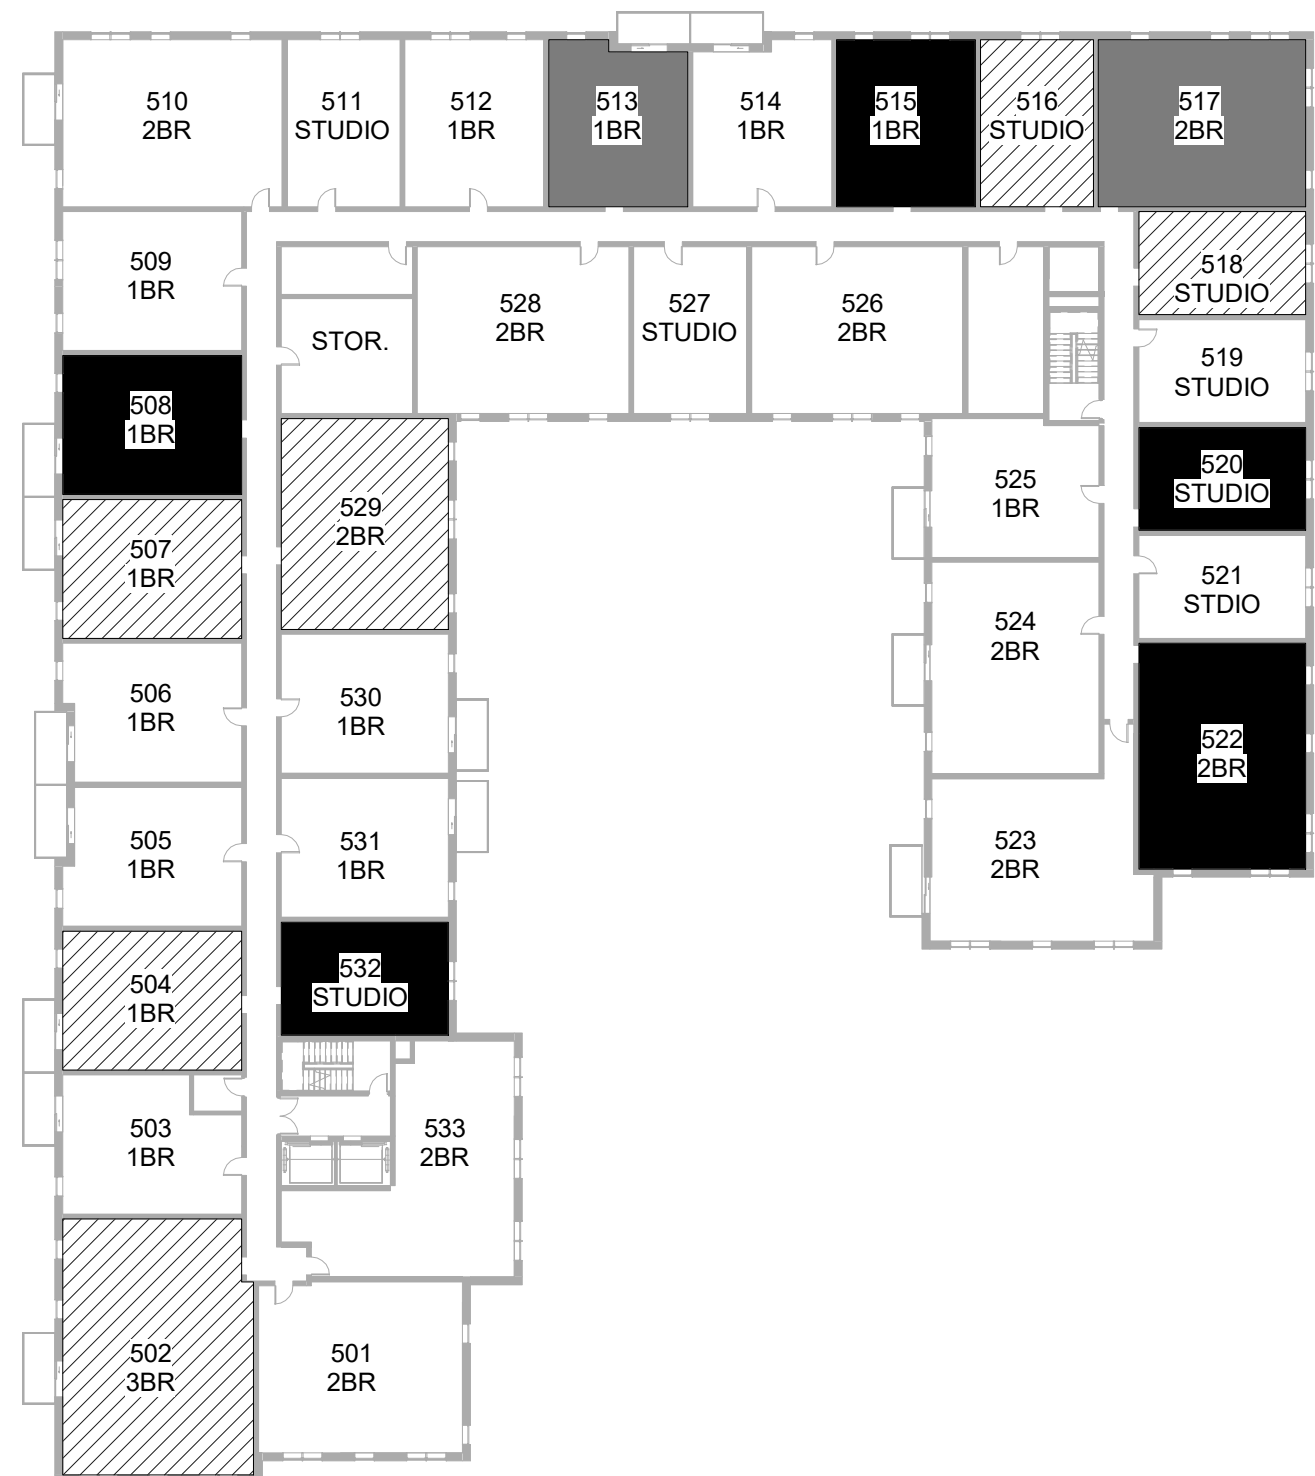 510
2BR
511
STUDIO
512
1BR
513
1BR
514
1BR
515
1BR
516
STUDIO
517
2BR
509
1BR
STOR.
528
2BR
527
STUDIO
526
2BR
518
STUDIO
519
STUDIO
508
1BR
529
2BR
525
1BR
520
STUDIO
507
1BR
524
2BR
521
STDIO
506
1BR
530
1BR
522
2BR
505
1BR
531
1BR
523
2BR
504
1BR
532
STUDIO
503
1BR
533
2BR
502
3BR
501
2BR